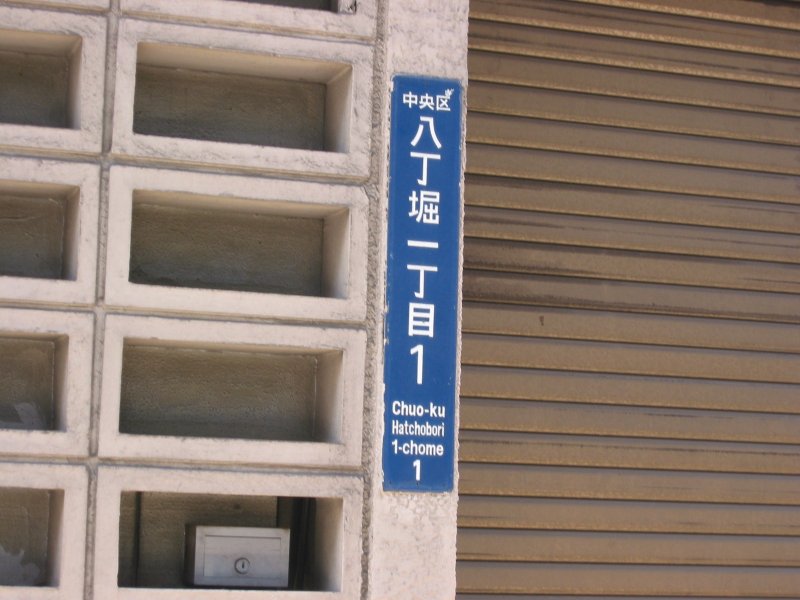 中央区
八丁堀一丁目1
Chuo-ku
Hatchobori
1-chome
1